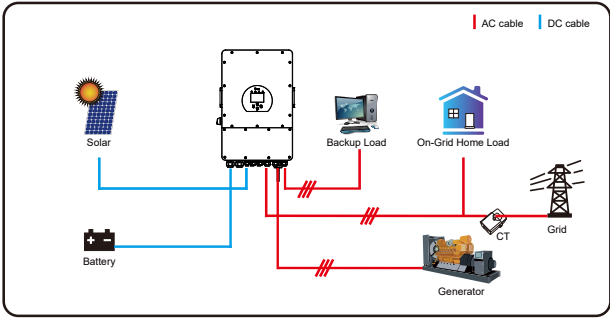 AC cable
DC cable
Solar
Backup Load
On-Grid Home Load
CT
Grid
Battery
Generator